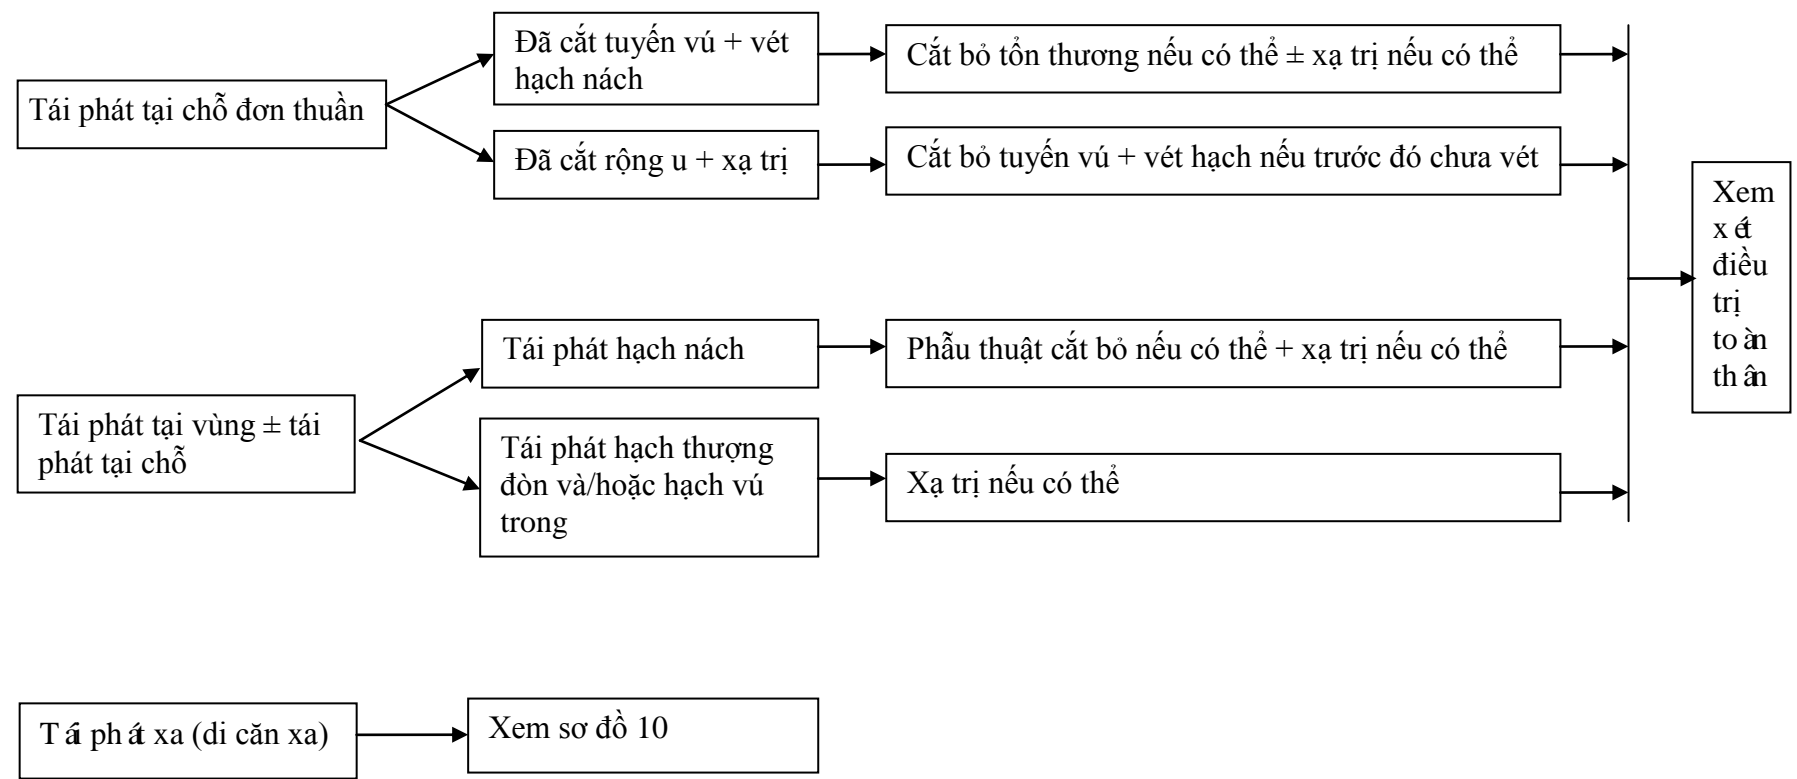 Tái phát tại chỗ đơn thuần
Đã cắt tuyến vú + vét
hạch nách
Cắt bỏ tổn thương nếu có thể ± xạ trị nếu có thể
Đã cắt rộng u + xạ trị
Cắt bỏ tuyến vú + vét hạch nếu trước đó chưa vét
Tái phát tại vùng ± tái
phát tại chỗ
Tái phát hạch nách
Phẫu thuật cắt bỏ nếu có thể + xạ trị nếu có thể
Tái phát hạch thượng
đòn và/hoặc hạch vú
trong
Xạ trị nếu có thể
Xem
xét
điều
trị
toàn
thân
Tái phát xa (di căn xa)
Xem sơ đồ 10